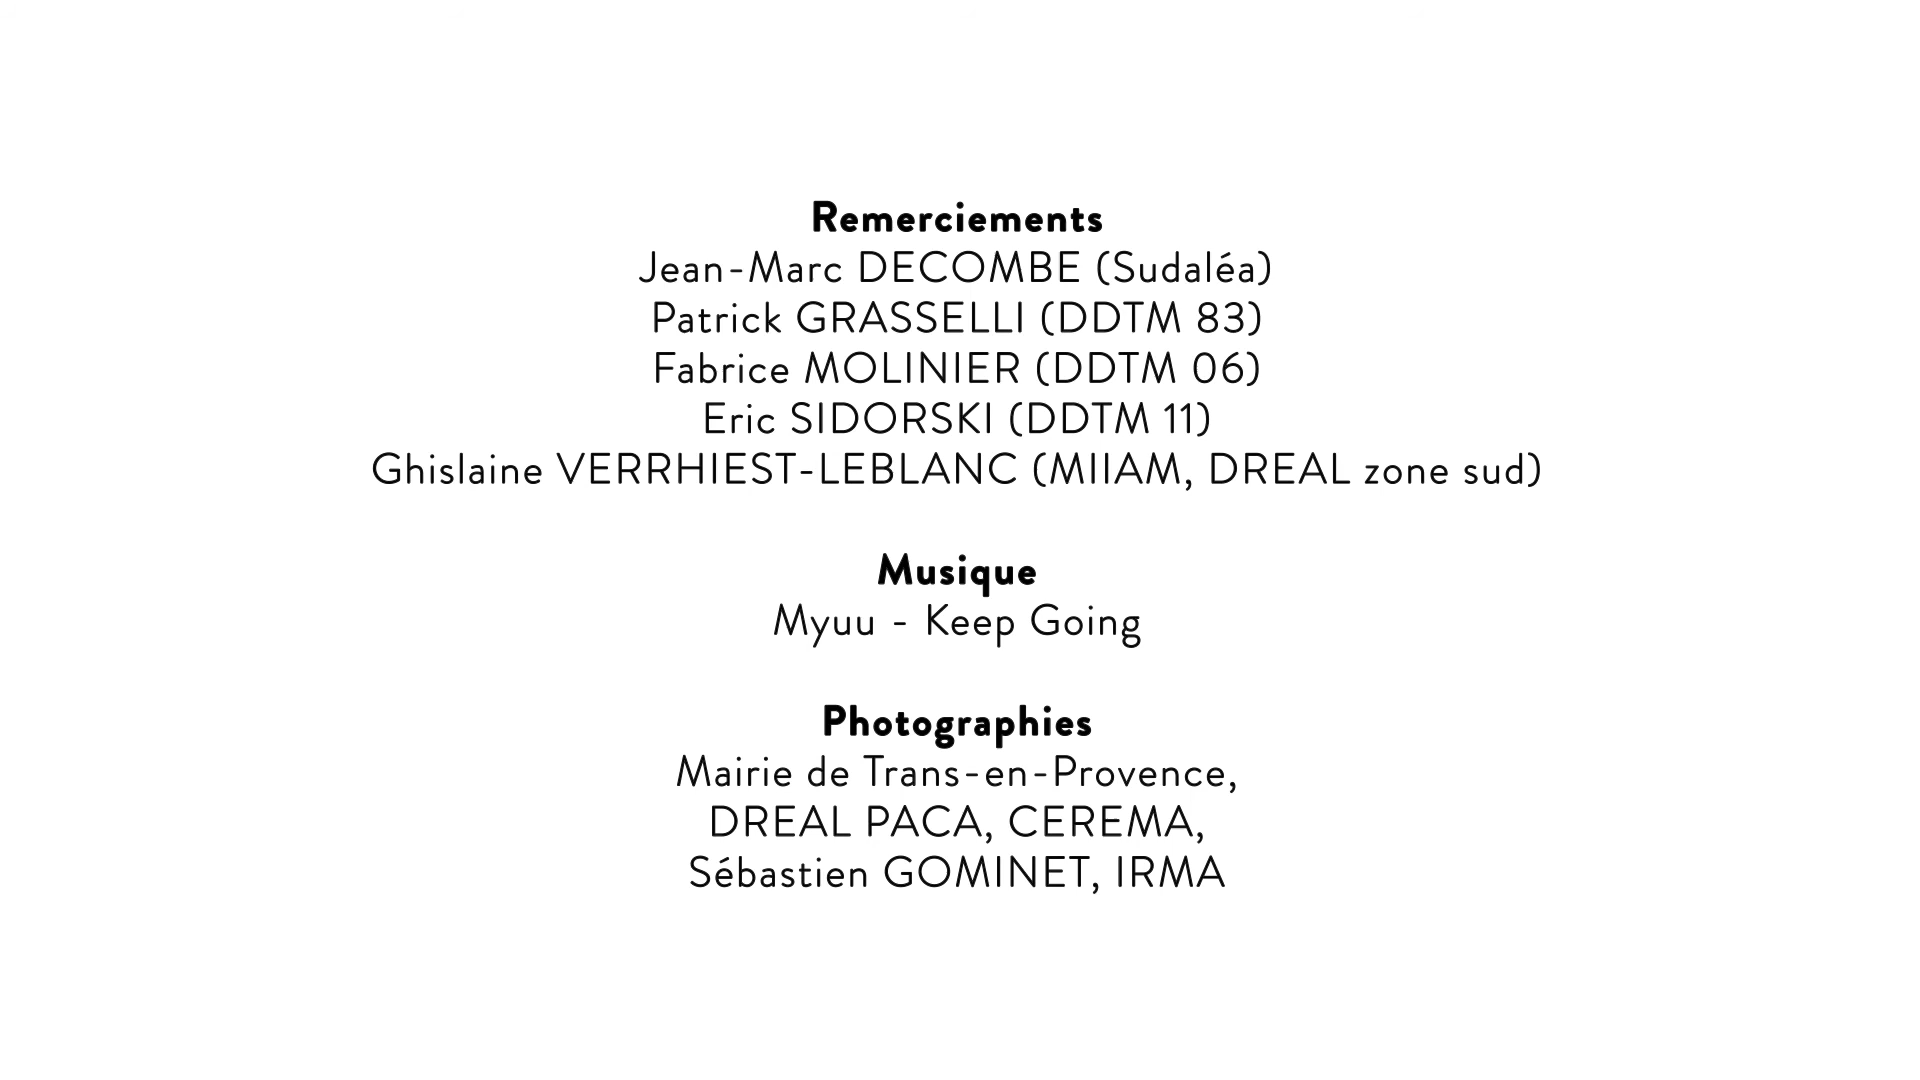 Remerciements
Jean-Marc DECOMBE (Sudaléa)
Patrick GRASSELLI (DDTM 83)
Fabrice MOLINIER (DDTM 06)
Eric SIDORSKI (DDTM 11)
Ghislaine VERRHIEST-LEBLANC (MIIAM, DREAL zone sud)
Musique
Myuu - Keep Going
Photographies
Mairie de Trans-en-Provence,
DREAL PACA, CEREMA,
Sébastien GOMINET, IRMA